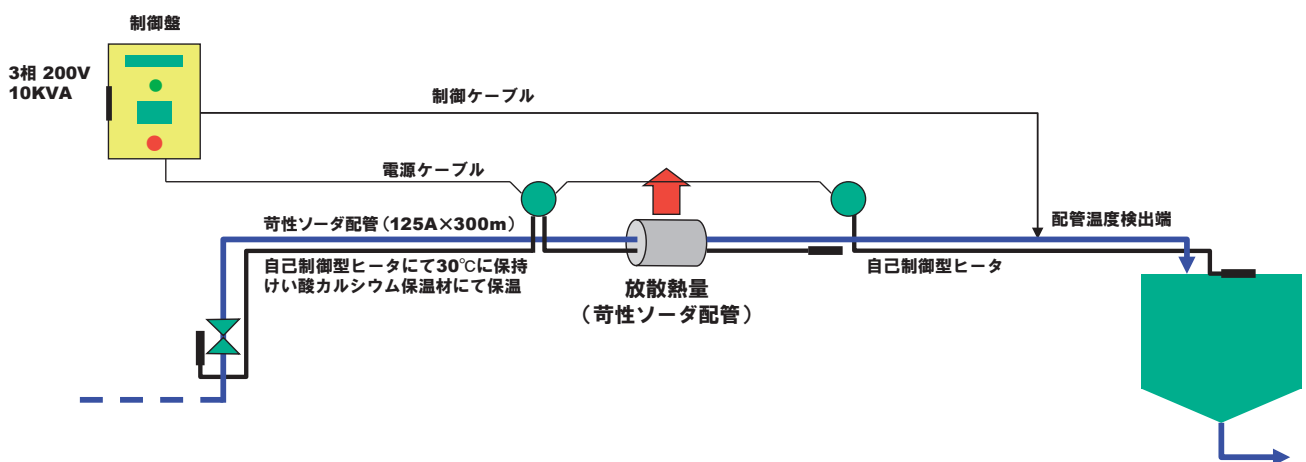 制御盤
3相 200V
10KVA
制御ケーブル
電源ケーブル
苛性ソーダ配管(125A×300m)
配管温度検出端
自己制御型ヒータにて30℃に保持
けい酸カルシウム保温材にて保温
自己制御型ヒータ
放散熱量
(苛性ソーダ配管)